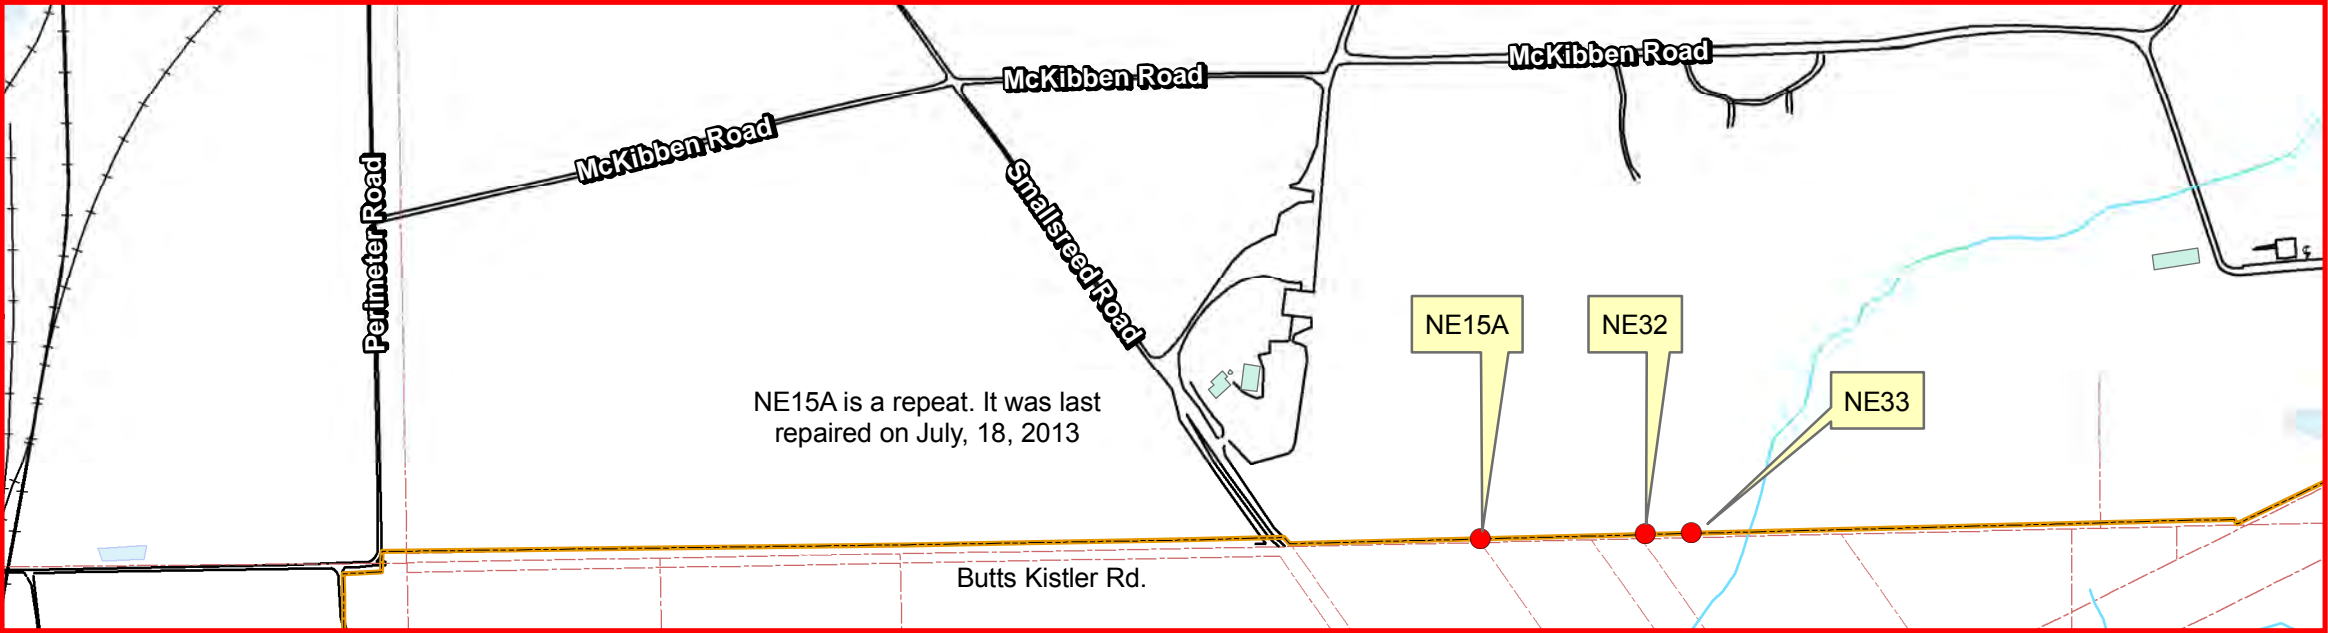 McKibben Road
McKibben Road
McKibben Road
Perimeter Road
Smallsreed Road
NE15A
NE32
NE33
NE15A is a repeat. It was last
repaired on July, 18, 2013
Butts Kistler Rd.